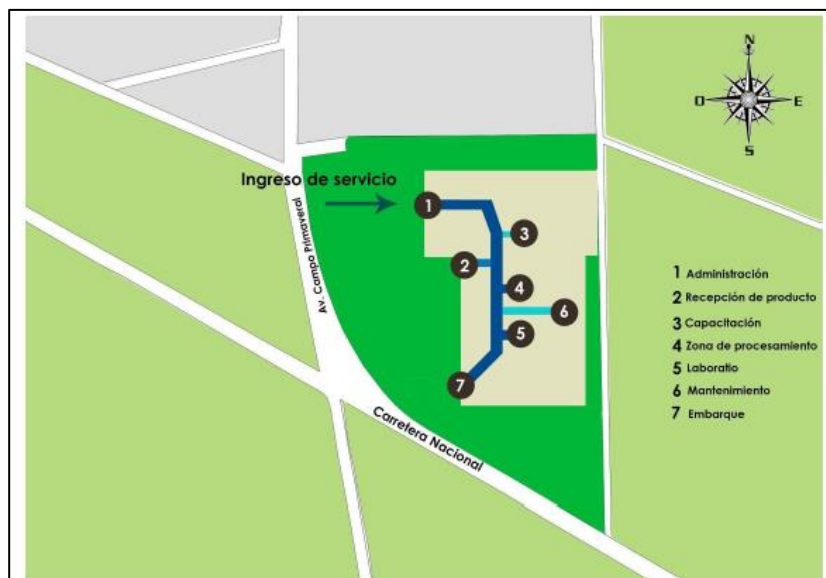 N
O
E
S
Ingreso de servicio
1
3
2
4
6
5
7
Av. Campo Primaveral
Carretera Nacional
1 Administración
2 Recepción de producto
3 Capacitación
4 Zona de procesamiento
5 Laboratio
6 Mantenimiento
7 Embarque